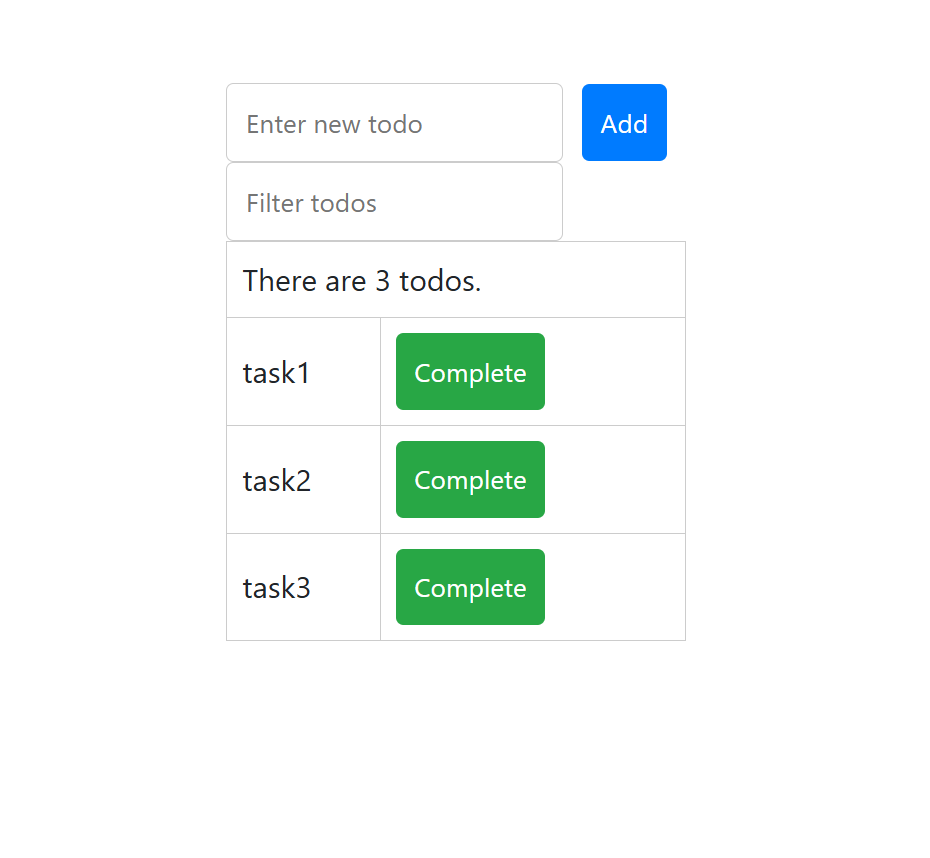 Enter new todo Add
Filter todos
There are 3 todos.
task1 Complete
task2 Complete
task3 Complete